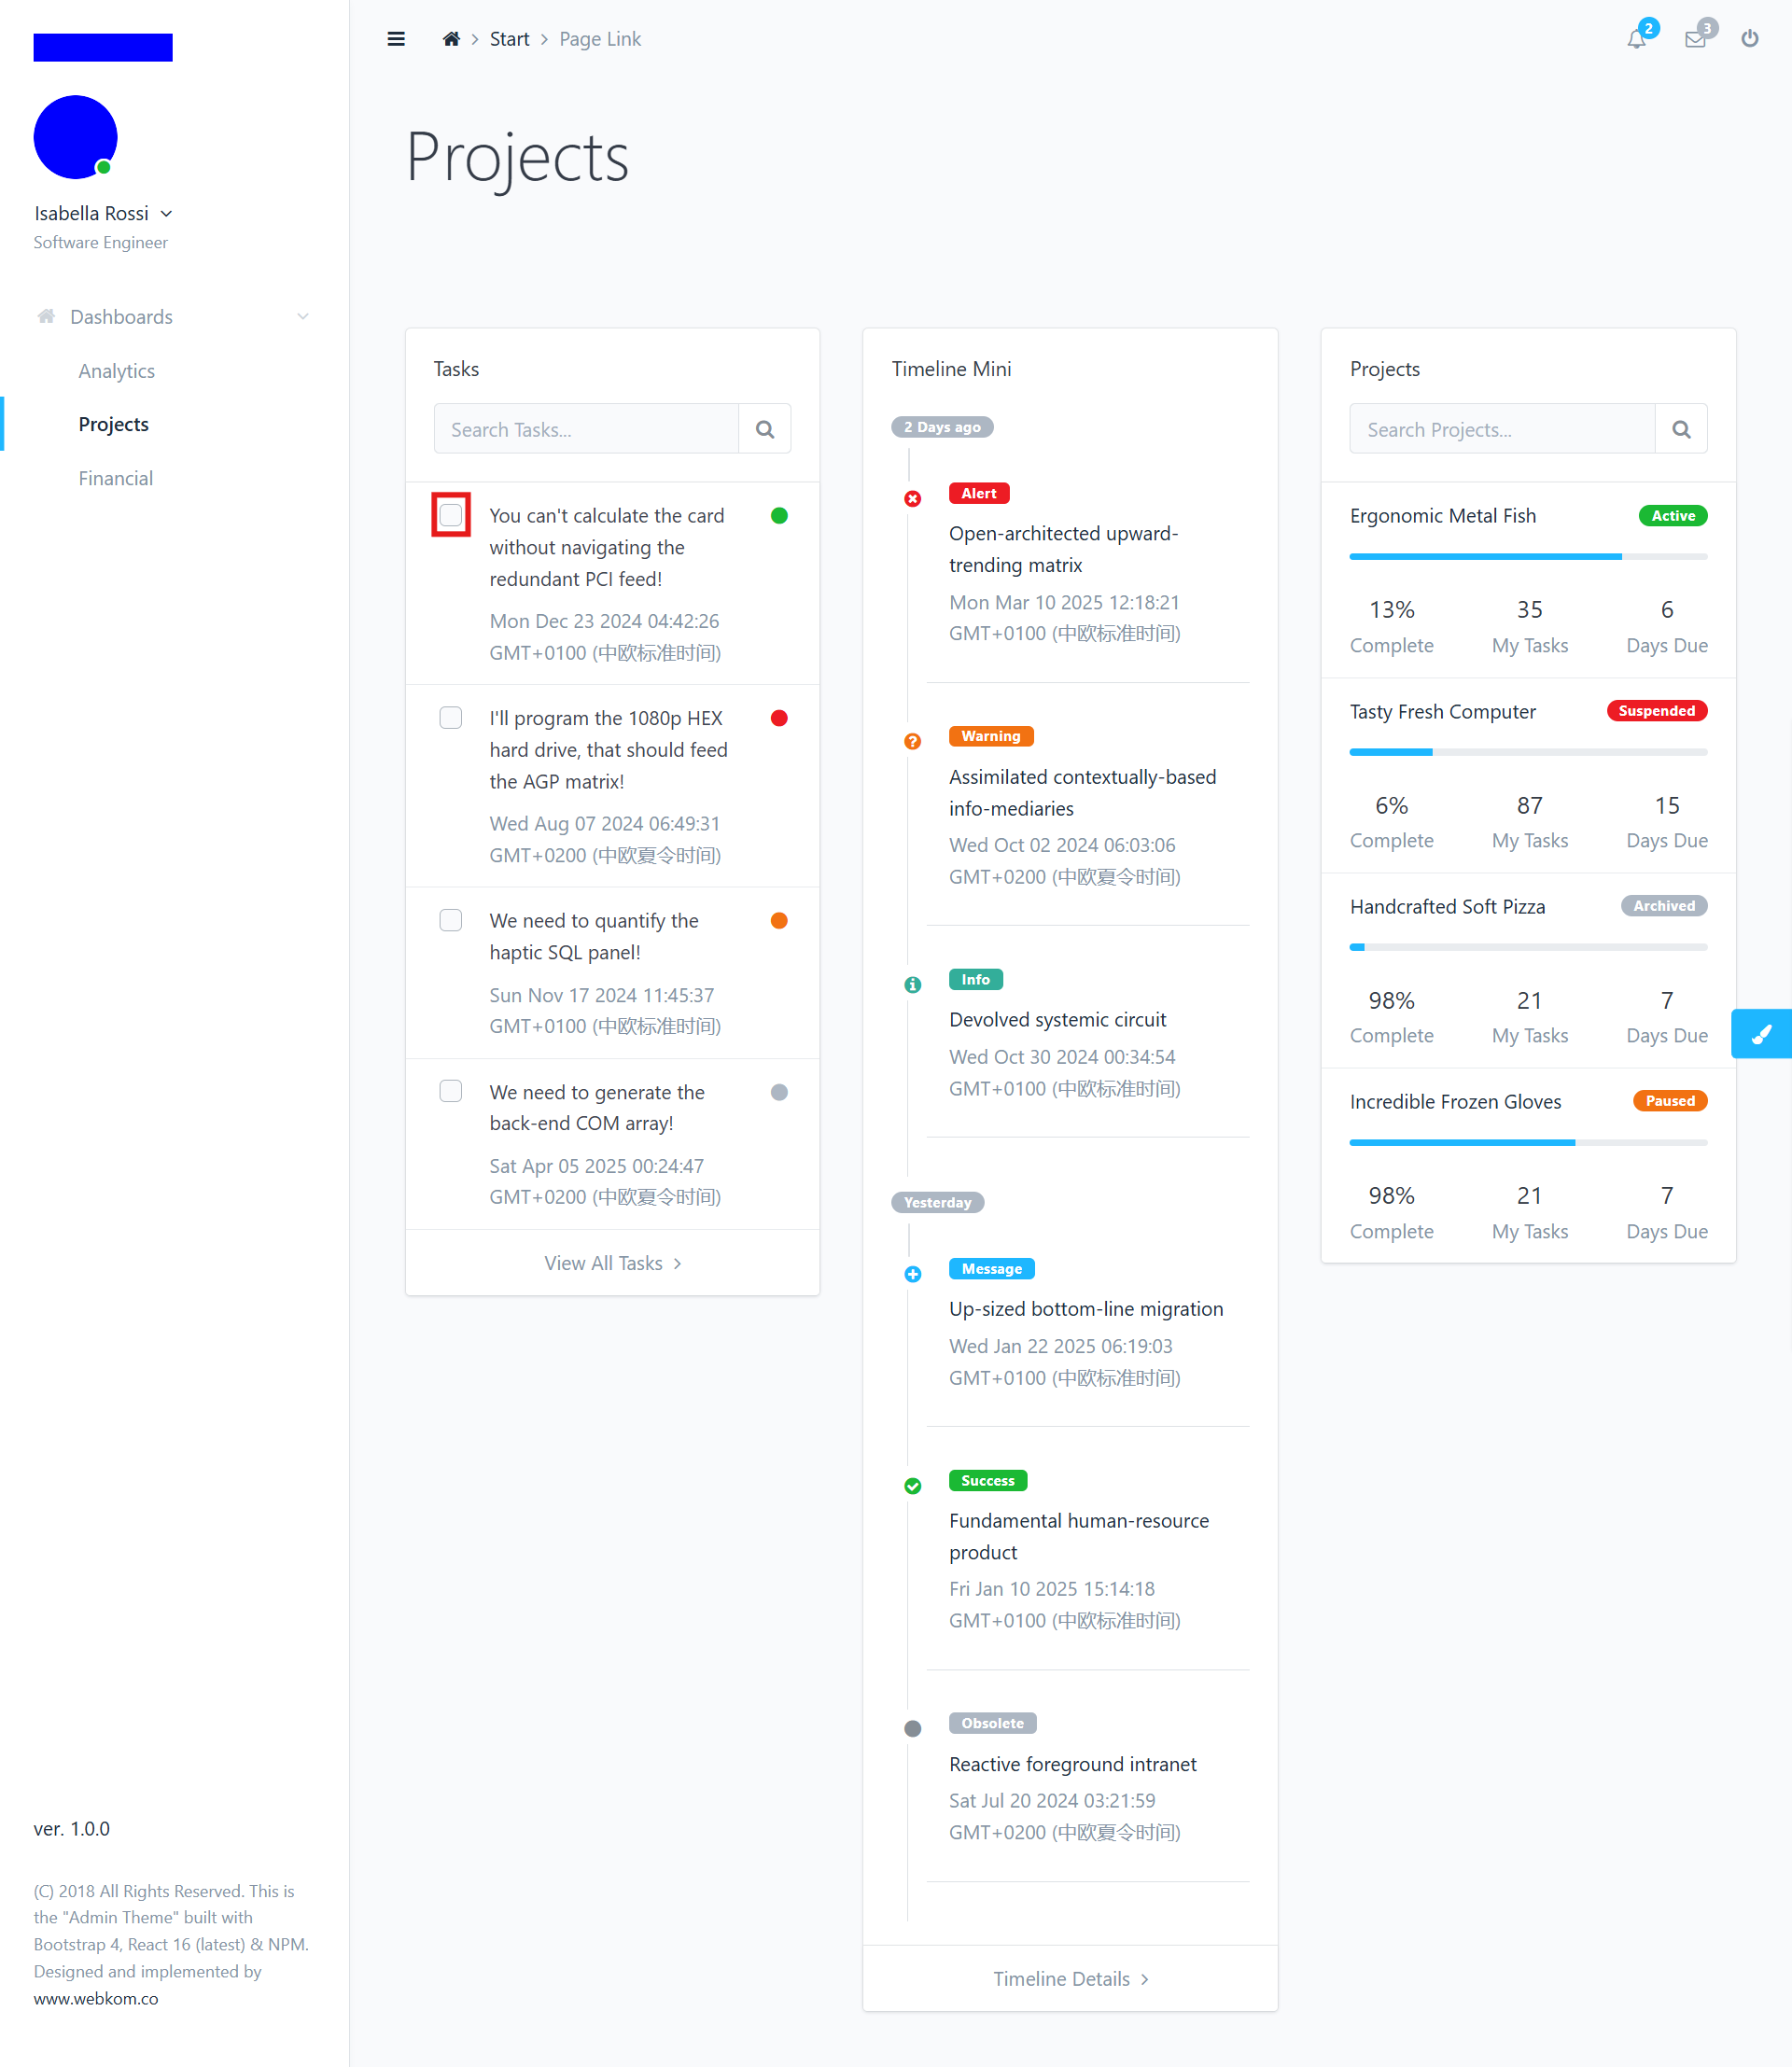 Isabella Rossi
Software Engineer
Dashboards
Analytics
Projects
Financial
ver. 1.0.0
(C) 2018 All Rights Reserved. This is
the "Admin Theme" built with
Bootstrap 4, React 16 (latest) & NPM.
Designed and implemented by
www.webkom.co
Start
Page Link
2
3
Projects
Tasks
Search Tasks...
You can't calculate the card
without navigating the
redundant PCI feed!
Mon Dec 23 2024 04:42:26
GMT+0100 (中欧标准时间)
I'll program the 1080p HEX
hard drive, that should feed
the AGP matrix!
Wed Aug 07 2024 06:49:31
GMT+0200 (中欧夏令时间)
We need to quantify the
haptic SQL panel!
Sun Nov 17 2024 11:45:37
GMT+0100 (中欧标准时间)
We need to generate the
back-end COM array!
Sat Apr 05 2025 00:24:47
GMT+0200 (中欧夏令时间)
View All Tasks
Timeline Mini
2 Days ago
Alert
Open-architected upward-
trending matrix
Mon Mar 10 2025 12:18:21
GMT+0100 (中欧标准时间)
Warning
Assimilated contextually-based
info-mediaries
Wed Oct 02 2024 06:03:06
GMT+0200 (中欧夏令时间)
Info
Devolved systemic circuit
Wed Oct 30 2024 00:34:54
GMT+0100 (中欧标准时间)
Yesterday
Message
Up-sized bottom-line migration
Wed Jan 22 2025 06:19:03
GMT+0100 (中欧标准时间)
Success
Fundamental human-resource
product
Fri Jan 10 2025 15:14:18
GMT+0100 (中欧标准时间)
Obsolete
Reactive foreground intranet
Sat Jul 20 2024 03:21:59
GMT+0200 (中欧夏令时间)
Timeline Details
Projects
Search Projects...
Ergonomic Metal Fish Active
13% 35 6
Complete My Tasks Days Due
Tasty Fresh Computer Suspended
6% 87 15
Complete My Tasks Days Due
Handcrafted Soft Pizza Archived
98% 21 7
Complete My Tasks Days Due
Incredible Frozen Gloves Paused
98% 21 7
Complete My Tasks Days Due